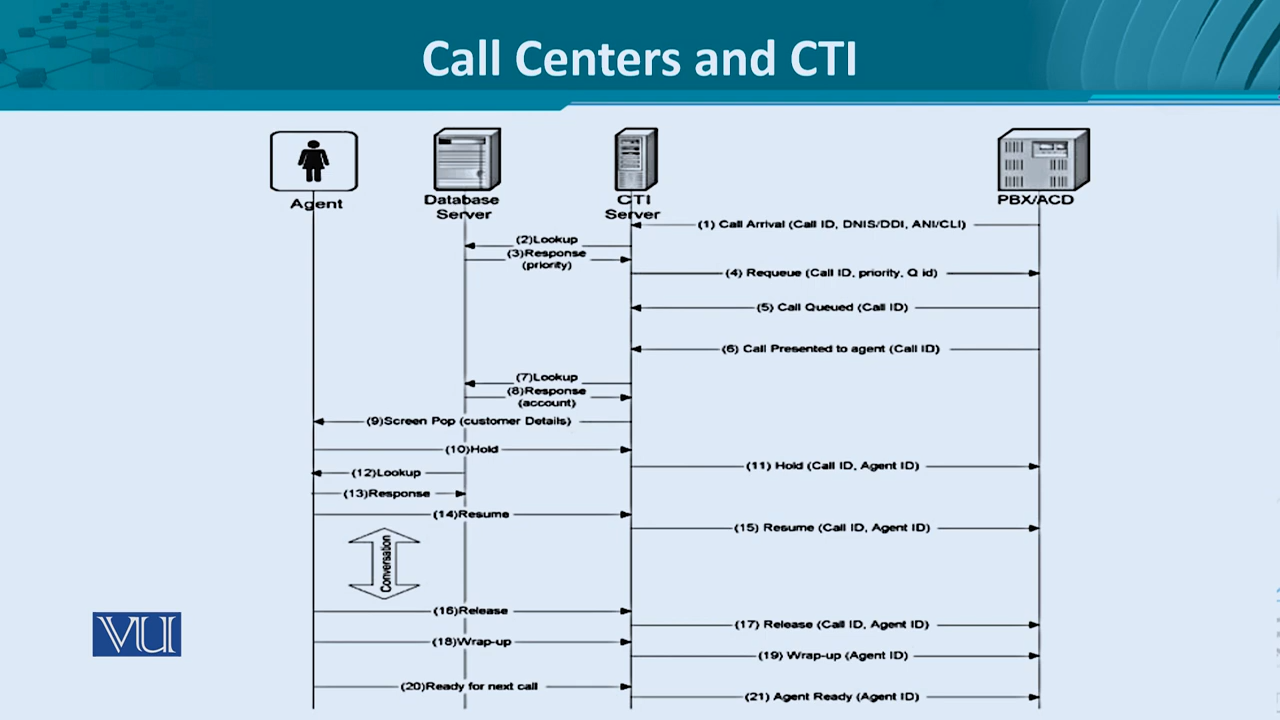 Call Centers and CTI
Agent
Database
Server
CTI
Server
PBX/ACD
(1) Call Arrival (Call ID, DNIS/DDI, ANI/CLI)
(2)Lookup
(3)Response
(priority)
(4) Requeue (Call ID, priority, Q id)
(5) Call Queued (Call ID)
(6) Call Presented to agent (Call ID)
(7)Lookup
(8)Response
(account)
(9)Screen Pop (customer Details)
(10)Hold
(11) Hold (Call ID, Agent ID)
(12)Lookup
(13)Response
(14)Resume
(15) Resume (Call ID, Agent ID)
Conversation
(16)Release
(17) Release (Call ID, Agent ID)
(18)Wrap-up
(19) Wrap-up (Agent ID)
(20)Ready for next call
(21) Agent Ready (Agent ID)
VU